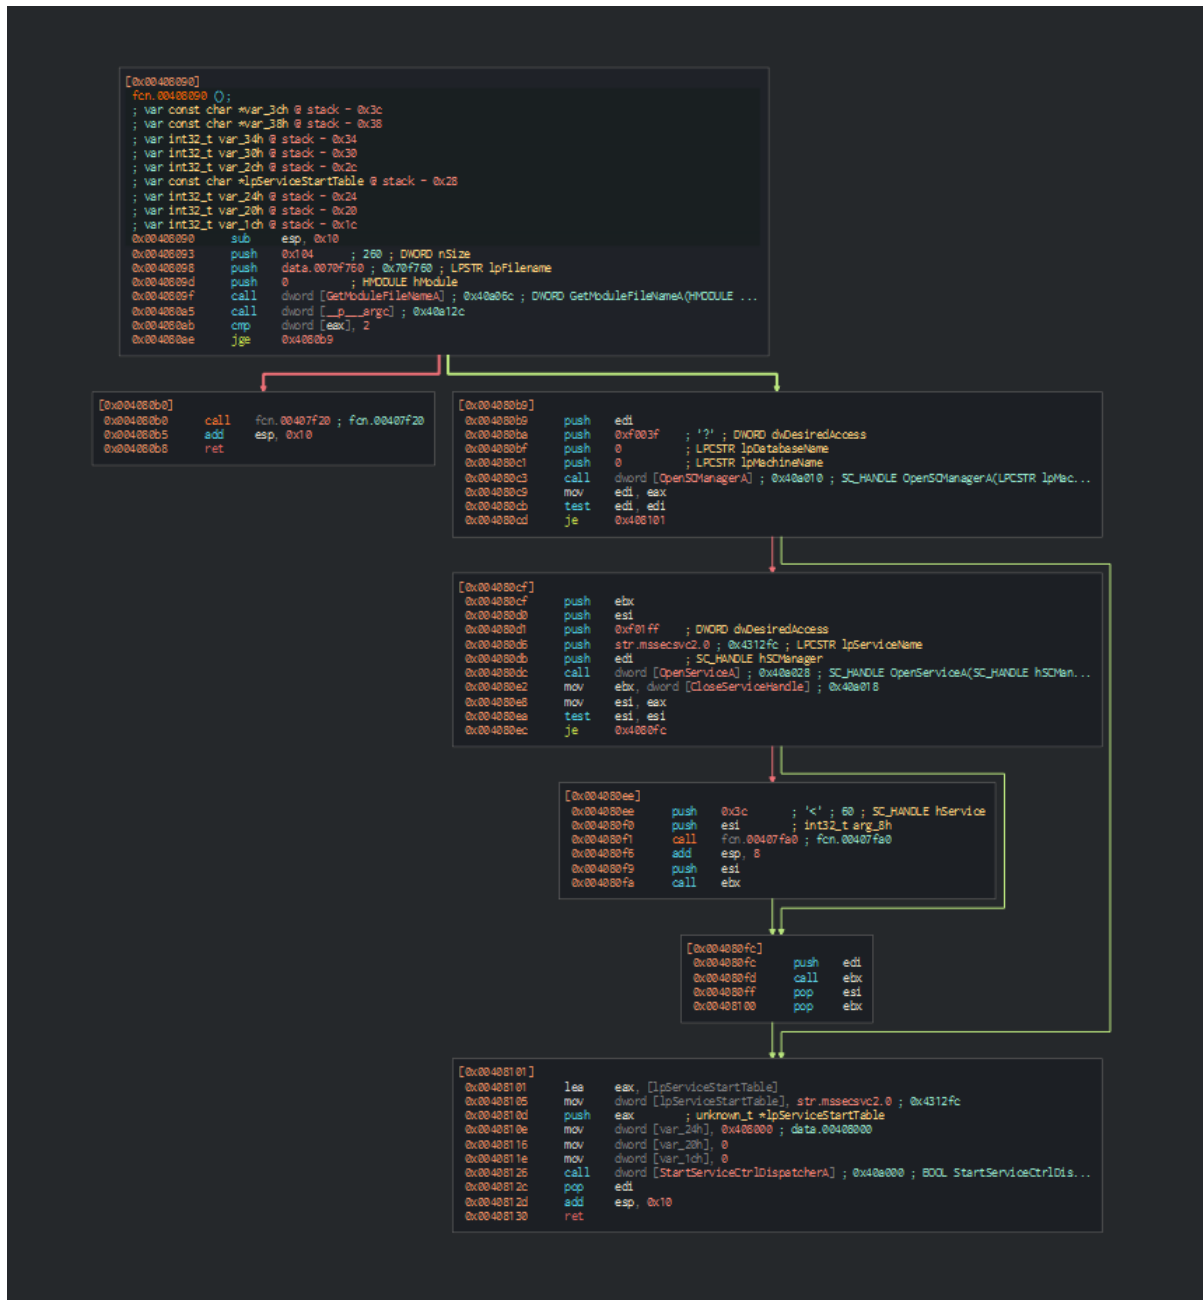 [0x00408090]
fcn.00408090 ();
; var const char *var_3ch @ stack - 0x3c
; var const char *var_38h @ stack - 0x38
; var int32_t var_34h @ stack - 0x34
; var int32_t var_30h @ stack - 0x30
; var int32_t var_2ch @ stack - 0x2c
; var const char *lpServiceStartTable @ stack - 0x28
; var int32_t var_24h @ stack - 0x24
; var int32_t var_20h @ stack - 0x20
; var int32_t var_1ch @ stack - 0x1c
0x00408090 sub esp, 0x10
0x00408093 push 0x104 ; 260 ; DWORD nSize
0x00408098 push data.0070f760 ; 0x70f760 ; LPSTR lpFilename
0x0040809d push 0 ; HMODULE hModule
0x0040809f call dword [GetModuleFileNameA] ; 0x40a06c ; DWORD GetModuleFileNameA(HMODULE ...
0x004080a5 call dword [__p___argc] ; 0x40a12c
0x004080ab cmp dword [eax], 2
0x004080ae jge 0x4080b9
[0x004080b0]
0x004080b0 call fcn.00407f20 ; fcn.00407f20
0x004080b5 add esp, 0x10
0x004080b8 ret
[0x004080b9]
0x004080b9 push edi
0x004080ba push 0xf003f ; '?' ; DWORD dwDesiredAccess
0x004080bf push 0 ; LPCSTR lpDatabaseName
0x004080c1 push 0 ; LPCSTR lpMachineName
0x004080c3 call dword [OpenSCManagerA] ; 0x40a010 ; SC_HANDLE OpenSCManagerA(LPCSTR lpMac...
0x004080c9 mov edi, eax
0x004080cb test edi, edi
0x004080cd je 0x408101
[0x004080cf]
0x004080cf push ebx
0x004080d0 push esi
0x004080d1 push 0xf01ff ; DWORD dwDesiredAccess
0x004080d6 push str.mssecsvc2.0 ; 0x4312fc ; LPCSTR lpServiceName
0x004080db push edi ; SC_HANDLE hSCManager
0x004080dc call dword [OpenServiceA] ; 0x40a028 ; SC_HANDLE OpenServiceA(SC_HANDLE hSCMan...
0x004080e2 mov ebx, dword [CloseServiceHandle] ; 0x40a018
0x004080e8 mov esi, eax
0x004080ea test esi, esi
0x004080ec je 0x4080fc
[0x004080ee]
0x004080ee push 0x3c ; '<' ; 60 ; SC_HANDLE hService
0x004080f0 push esi ; int32_t arg_8h
0x004080f1 call fcn.00407fa0 ; fcn.00407fa0
0x004080f6 add esp, 8
0x004080f9 push esi
0x004080fa call ebx
[0x004080fc]
0x004080fc push edi
0x004080fd call ebx
0x004080ff pop esi
0x00408100 pop ebx
[0x00408101]
0x00408101 lea eax, [lpServiceStartTable]
0x00408105 mov dword [lpServiceStartTable], str.mssecsvc2.0 ; 0x4312fc
0x0040810d push eax ; unknown_t *lpServiceStartTable
0x0040810e mov dword [var_24h], 0x408000 ; data.00408000
0x00408116 mov dword [var_20h], 0
0x0040811e mov dword [var_1ch], 0
0x00408126 call dword [StartServiceCtrlDispatcherA] ; 0x40a000 ; BOOL StartServiceCtrlDis...
0x0040812c pop edi
0x0040812d add esp, 0x10
0x00408130 ret